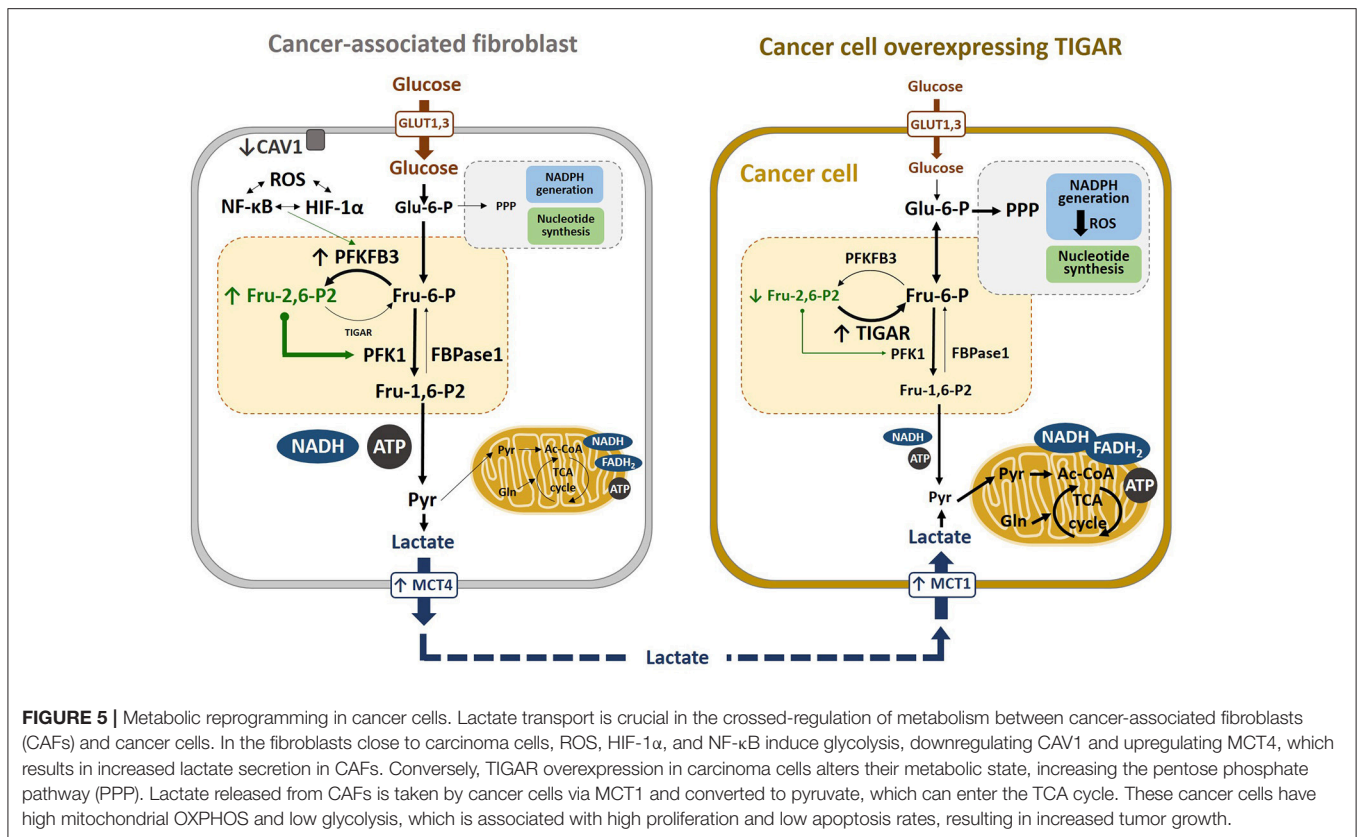 Cancer-associated fibroblast
Glucose
GLUT1,3
↓CAV1
Glucose
ROS
NF-κB
HIF-1α
Glu-6-P
PPP
NADPH
generation
Nucleotide
synthesis
↑ PFKFB3
↑ Fru-2,6-P2
Fru-6-P
TIGAR
PFK1
FBPase1
Fru-1,6-P2
NADH
ATP
Pyr
Ac-CoA
NADH
FADH2
TCA
cycle
Gln
ATP
Pyr
Lactate
↑ MCT4
Lactate
Cancer cell overexpressing TIGAR
Glucose
GLUT1,3
Cancer cell
Glucose
Glu-6-P
PPP
NADPH
generation
ROS
Nucleotide
synthesis
PFKFB3
↓ Fru-2,6-P2
Fru-6-P
↑ TIGAR
PFK1
FBPase1
Fru-1,6-P2
NADH
ATP
NADH
FADH2
Pyr
Ac-CoA
ATP
TCA
cycle
Gln
Pyr
Lactate
↑ MCT1
FIGURE 5 | Metabolic reprogramming in cancer cells. Lactate transport is crucial in the crossed-regulation of metabolism between cancer-associated fibroblasts
(CAFs) and cancer cells. In the fibroblasts close to carcinoma cells, ROS, HIF-1α, and NF-κB induce glycolysis, downregulating CAV1 and upregulating MCT4, which
results in increased lactate secretion in CAFs. Conversely, TIGAR overexpression in carcinoma cells alters their metabolic state, increasing the pentose phosphate
pathway (PPP). Lactate released from CAFs is taken by cancer cells via MCT1 and converted to pyruvate, which can enter the TCA cycle. These cancer cells have
high mitochondrial OXPHOS and low glycolysis, which is associated with high proliferation and low apoptosis rates, resulting in increased tumor growth.